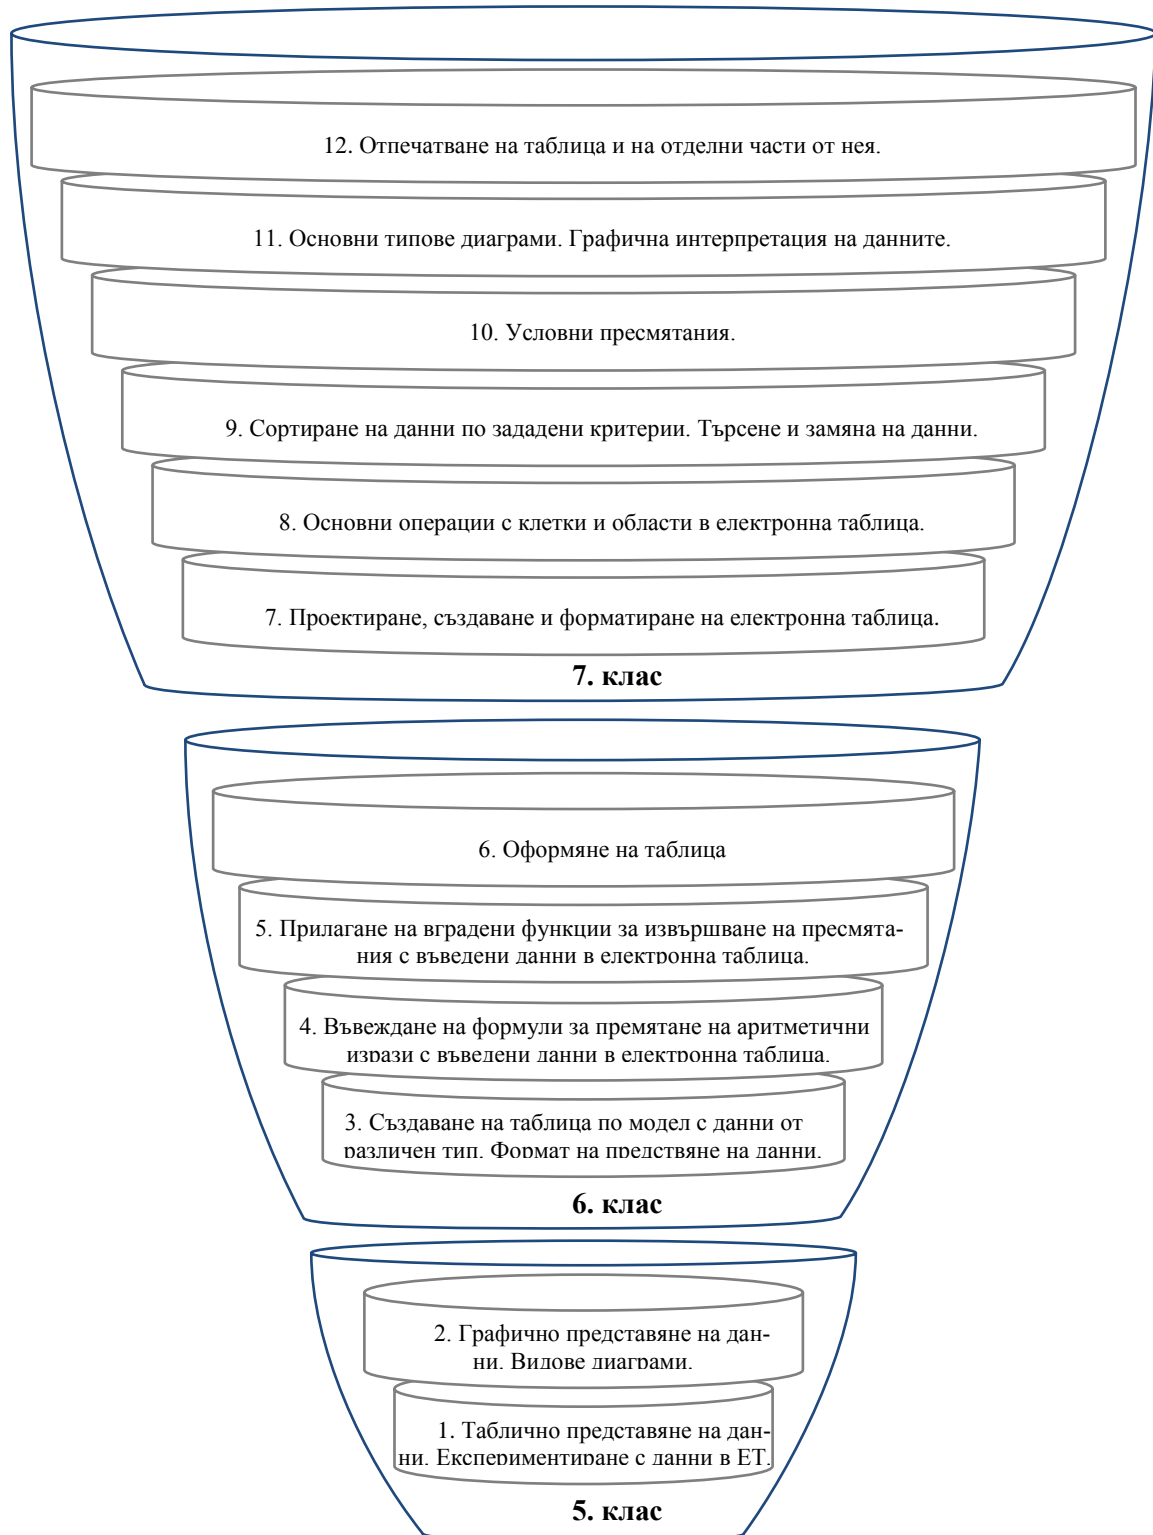 12. Отпечатване на таблица и на отделни части от нея.
11. Основни типове диаграми. Графична интерпретация на данните.
10. Условни пресмятания.
9. Сортиране на данни по зададени критерии. Търсене и замяна на данни.
8. Основни операции с клетки и области в електронна таблица.
7. Проектиране, създаване и форматиране на електронна таблица.
7. клас
6. Оформяне на таблица
5. Прилагане на вградени функции за извършване на пресмята-
ния с въведени данни в електронна таблица.
4. Въвеждане на формули за премятане на аритметични
изрази с въведени данни в електронна таблица.
3. Създаване на таблица по модел с данни от
различен тип. Формат на предствяне на данни.
6. клас
2. Графично представяне на дан-
ни. Видове диаграми.
1. Таблично представяне на дан-
ни. Експериментиране с данни в ЕТ.
5. клас